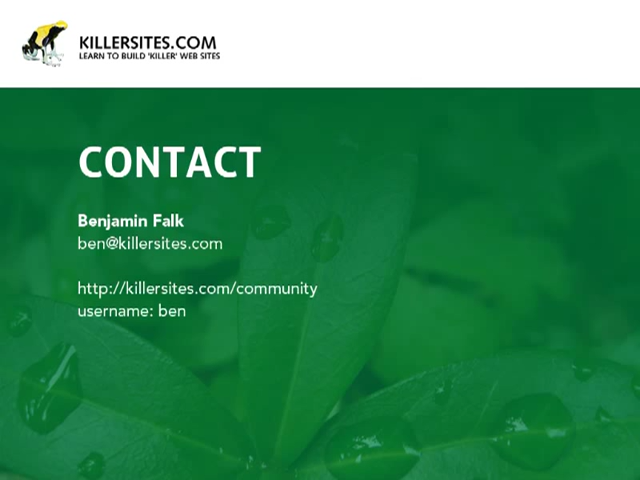 KILLERSITES.COM
LEARN TO BUILD 'KILLER' WEB SITES
CONTACT
Benjamin Falk
ben@killersites.com
http://killersites.com/community
username: ben